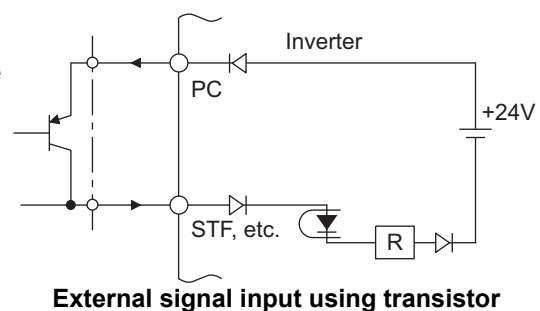 Inverter
PC
+24V
STF, etc.
R
External signal input using transistor